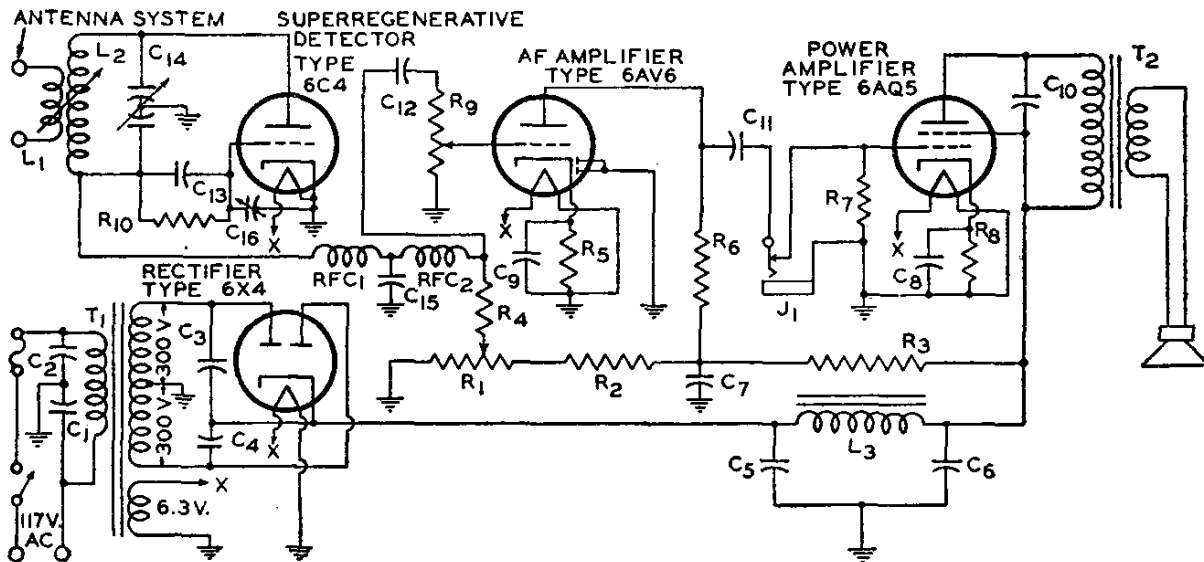 ANTENNA SYSTEM
SUPERREGENERATIVE
DETECTOR
TYPE
6C4
AF AMPLIFIER
TYPE 6AV6
POWER
AMPLIFIER
TYPE 6AQ5
L2
C14
L1
C13
R10
C16
X
C12
R9
X
C9
R5
C11
R6
R7
J1
X
C8
R8
C10
T2
RFC1
C15
RFC2
R4
R1
R2
C7
R3
L3
C5
C6
RECTIFIER
TYPE 6X4
T1
C2
C1
300 V.
300 V.
C3
C4
X
X
6.3 V.
117V.
AC